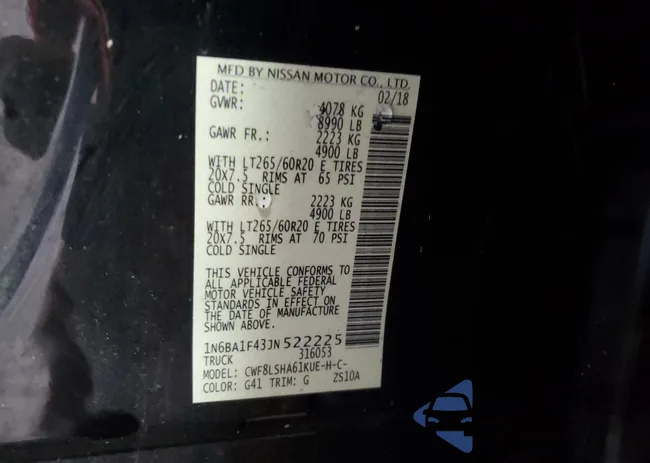 MFD BY NISSAN MOTOR CO., LTD.
DATE: 02/18
GVWR: 4078 KG
8990 LB
GAWR FR.: 2223 KG
4900 LB
WITH LT265/60R20 E TIRES
20X7.5 RIMS AT 65 PSI
COLD SINGLE
GAWR RR: 2223 KG
4900 LB
WITH LT265/60R20 E TIRES
20X7.5 RIMS AT 70 PSI
COLD SINGLE
THIS VEHICLE CONFORMS TO
ALL APPLICABLE FEDERAL
MOTOR VEHICLE SAFETY
STANDARDS IN EFFECT ON
THE DATE OF MANUFACTURE
SHOWN ABOVE.
1N6BA1F43JN522225
TRUCK 316053
MODEL: CWF8LSHA61KUE-H-C-
COLOR: G41 TRIM: G ZS10A